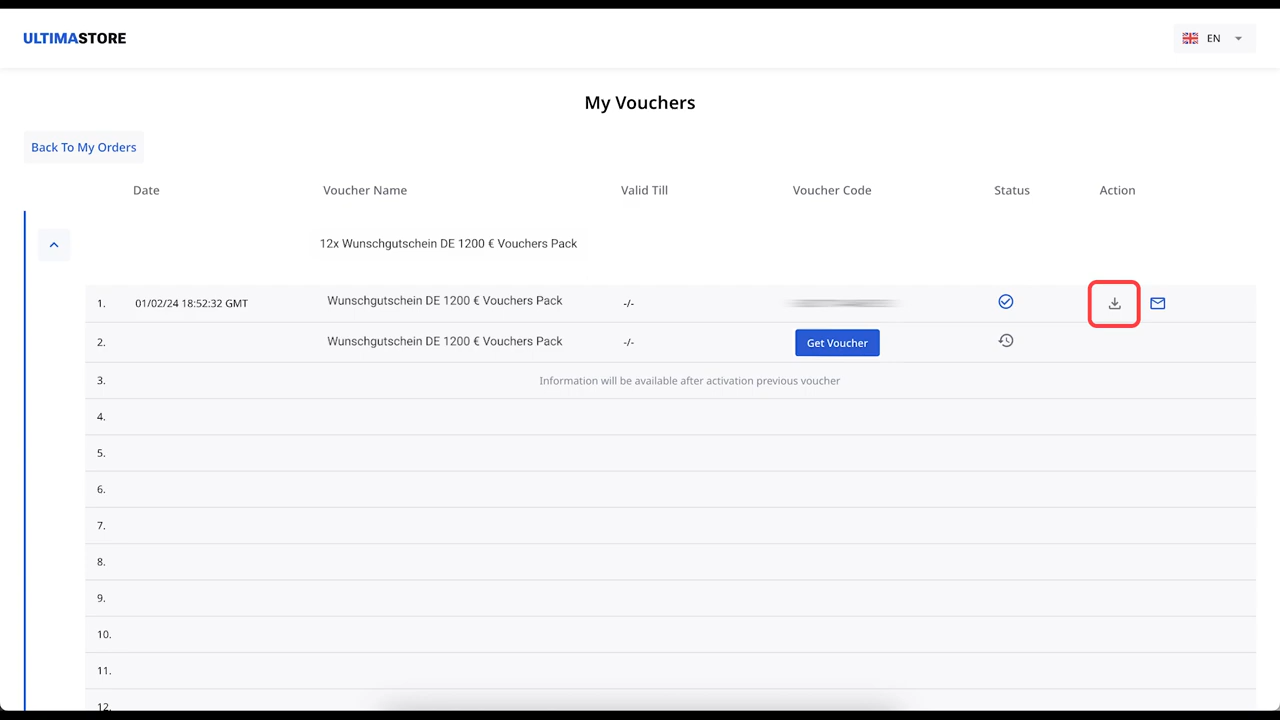 ULTIMASTORE
EN
My Vouchers
Back To My Orders
Date Voucher Name Valid Till Voucher Code Status Action
12x Wunschgutschein DE 1200 € Vouchers Pack
1. 01/02/24 18:52:32 GMT Wunschgutschein DE 1200 € Vouchers Pack -/-
2. Wunschgutschein DE 1200 € Vouchers Pack -/- Get Voucher
3. Information will be available after activation previous voucher
4.
5.
6.
7.
8.
9.
10.
11.
12.